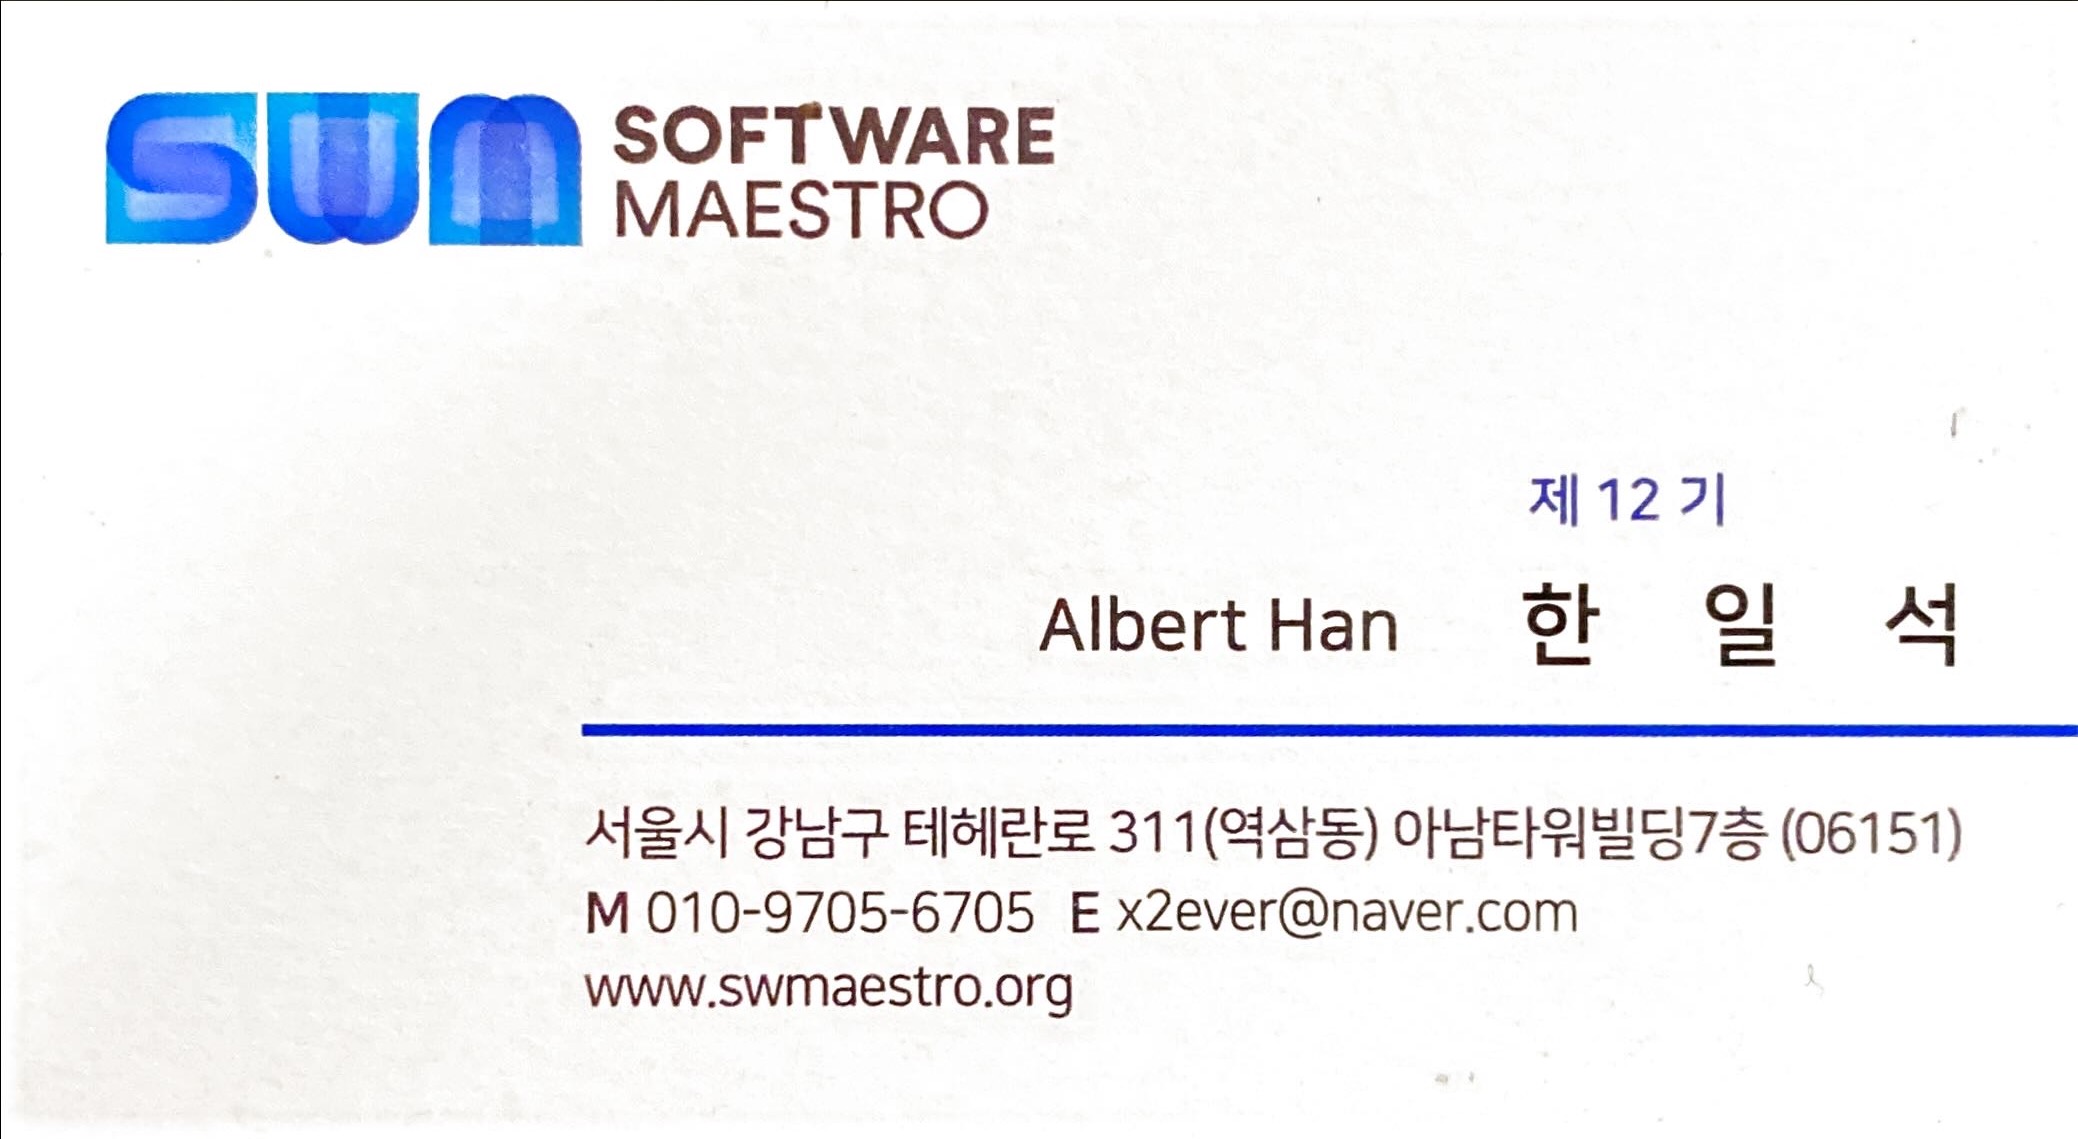 SWM SOFTWARE
MAESTRO
제 12 기
Albert Han 한 일 석
서울시 강남구 테헤란로 311(역삼동) 아남타워빌딩7층 (06151)
M 010-9705-6705 E x2ever@naver.com
www.swmaestro.org